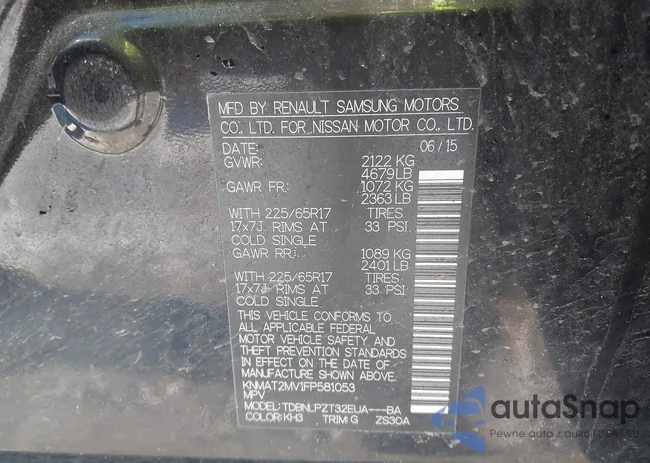 MFD BY RENAULT SAMSUNG MOTORS
CO., LTD. FOR NISSAN MOTOR CO., LTD.
DATE: 06/15
GVWR: 2122 KG
4679LB
GAWR FR: 1072 KG
2363 LB
WITH 225/65R17 TIRES
17x7J RIMS AT 33 PSI
COLD SINGLE
GAWR RR: 1089 KG
2401 LB
WITH 225/65R17 TIRES
17x7J RIMS AT 33 PSI
COLD SINGLE
THIS VEHICLE CONFORMS TO
ALL APPLICABLE FEDERAL
MOTOR VEHICLE SAFETY AND
THEFT PREVENTION STANDARDS
IN EFFECT ON THE DATE OF
MANUFACTURE SHOWN ABOVE.
KNMAT2MV1FP581053
MPV
MODEL: TDBNLPZT32EUA---BA
COLOR: KH3 TRIM: G ZS30A
autoSnap
Pewne auto z aukcji